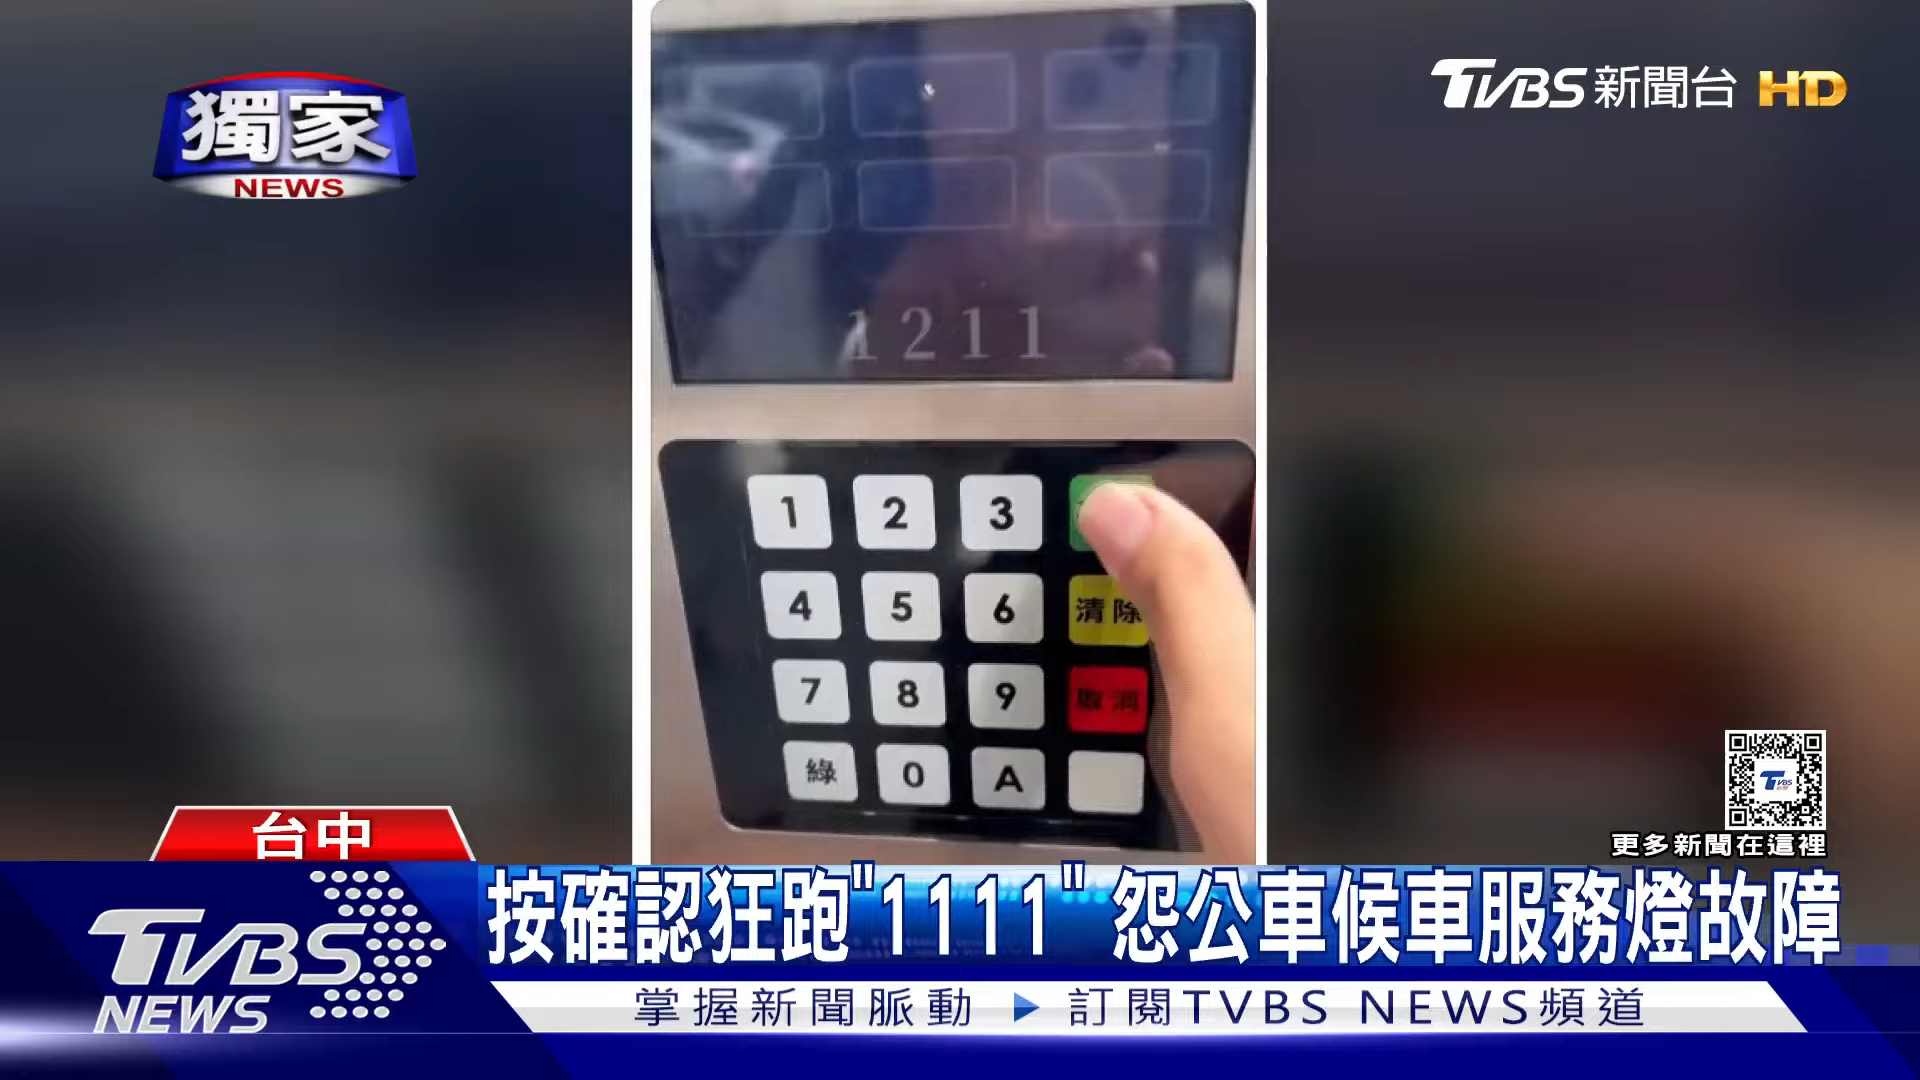 獨家
NEWS
TVBS新聞台 HD
1211
1 2 3
4 5 6 清除
7 8 9 取消
綠 0 A
TVBS
更多新聞在這裡
台中
按確認狂跑"1111" 怨公車候車服務燈故障
TVBS
NEWS
掌握新聞脈動 ▶ 訂閱TVBS NEWS頻道